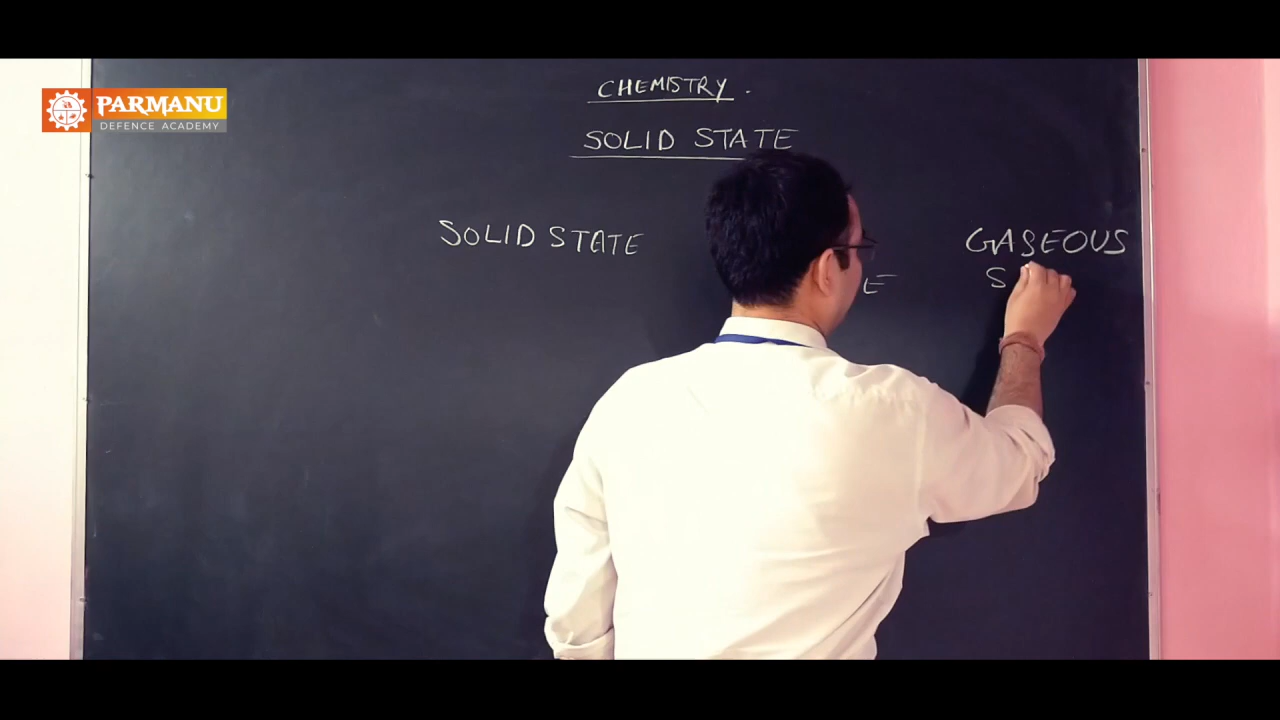 PARMANU
DEFENCE ACADEMY
CHEMISTRY.
SOLID STATE
SOLID STATE
GASEOUS
S